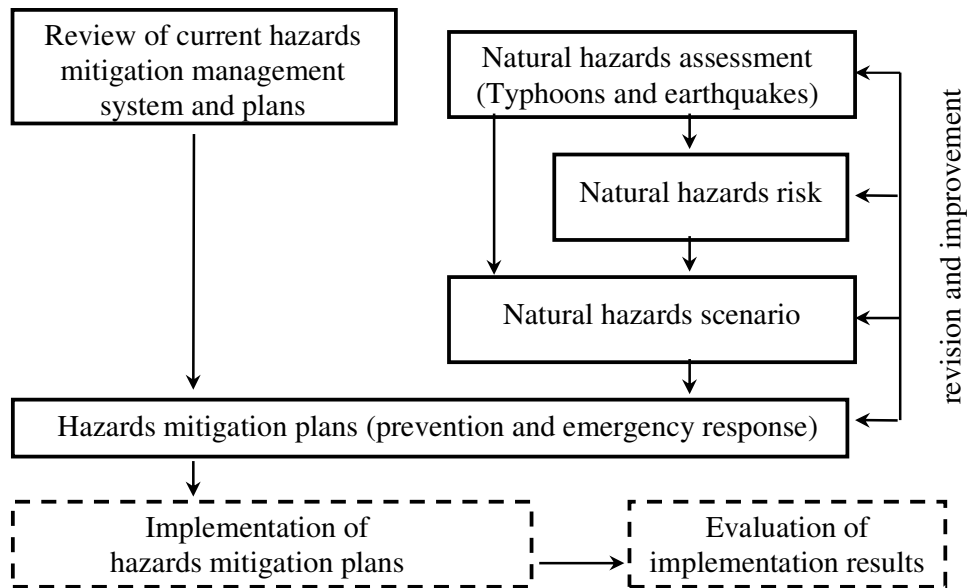 Review of current hazards
mitigation management
system and plans
Natural hazards assessment
(Typhoons and earthquakes)
Natural hazards risk
Natural hazards scenario
revision and improvement
Hazards mitigation plans (prevention and emergency response)
Implementation of
hazards mitigation plans
Evaluation of
implementation results